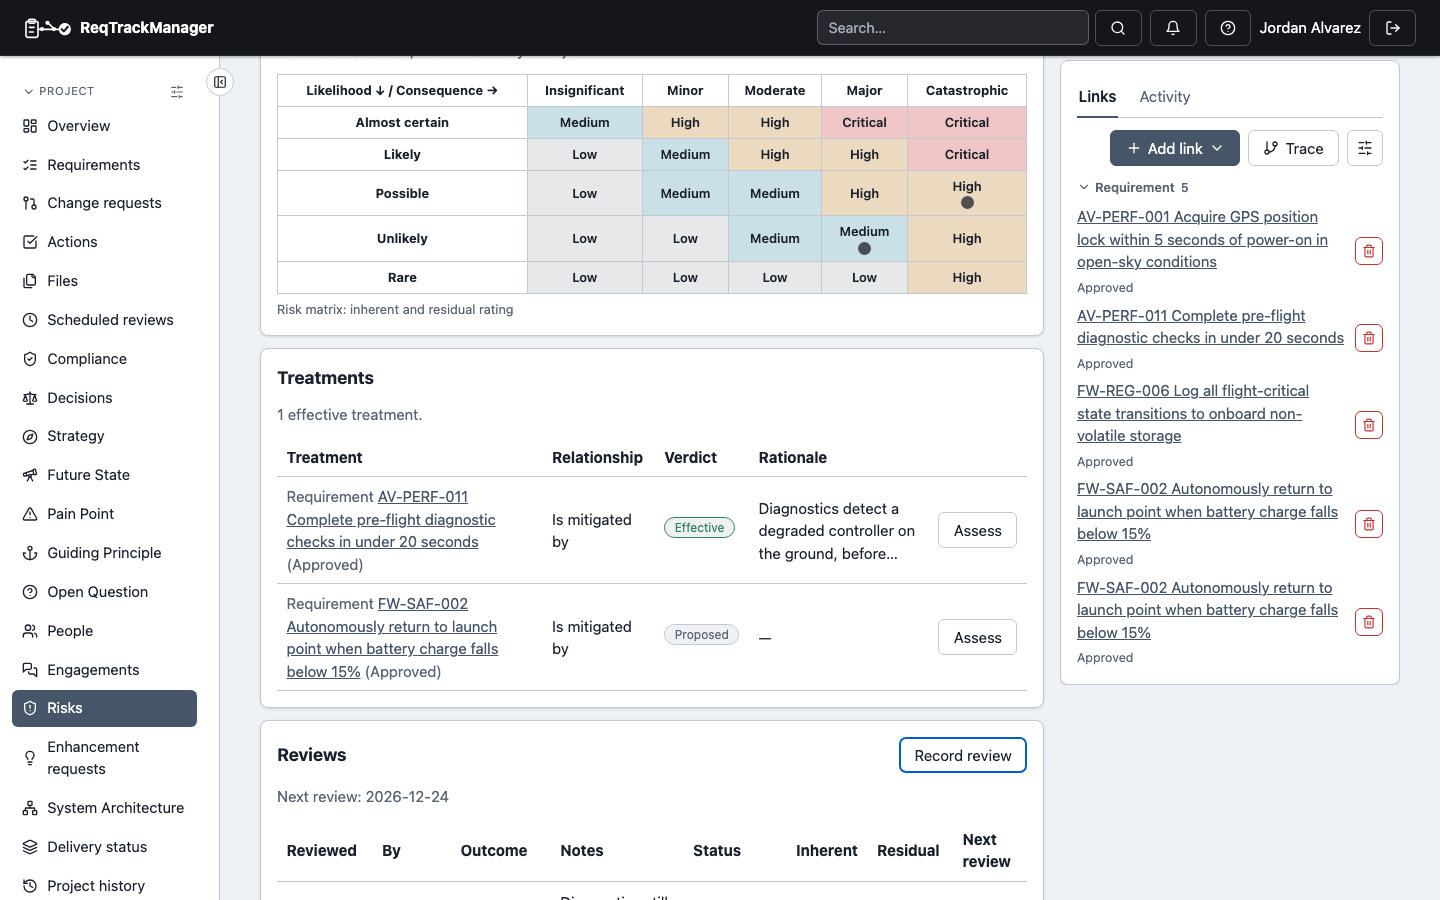 ReqTrackManager
Search...
Jordan Alvarez
PROJECT
Overview
Requirements
Change requests
Actions
Files
Scheduled reviews
Compliance
Decisions
Strategy
Future State
Pain Point
Guiding Principle
Open Question
People
Engagements
Risks
Enhancement
requests
System Architecture
Delivery status
Project history
Likelihood ↓ / Consequence → Insignificant Minor Moderate Major Catastrophic
Almost certain Medium High High Critical Critical
Likely Low Medium High High Critical
Possible Low Medium Medium High High
Unlikely Low Low Medium Medium High
Rare Low Low Low Low High
Risk matrix: inherent and residual rating
Treatments
1 effective treatment.
Treatment Relationship Verdict Rationale
Requirement AV-PERF-011
Complete pre-flight diagnostic
checks in under 20 seconds
(Approved)
Is mitigated
by
Effective
Diagnostics detect a
degraded controller on
the ground, before...
Assess
Requirement FW-SAF-002
Autonomously return to launch
point when battery charge falls
below 15% (Approved)
Is mitigated
by
Proposed
—
Assess
Reviews
Record review
Next review: 2026-12-24
Reviewed By Outcome Notes Status Inherent Residual Next
review
Links Activity
+ Add link
Trace
Requirement 5
AV-PERF-001 Acquire GPS position
lock within 5 seconds of power-on in
open-sky conditions
Approved
AV-PERF-011 Complete pre-flight
diagnostic checks in under 20 seconds
Approved
FW-REG-006 Log all flight-critical
state transitions to onboard non-
volatile storage
Approved
FW-SAF-002 Autonomously return to
launch point when battery charge falls
below 15%
Approved
FW-SAF-002 Autonomously return to
launch point when battery charge falls
below 15%
Approved